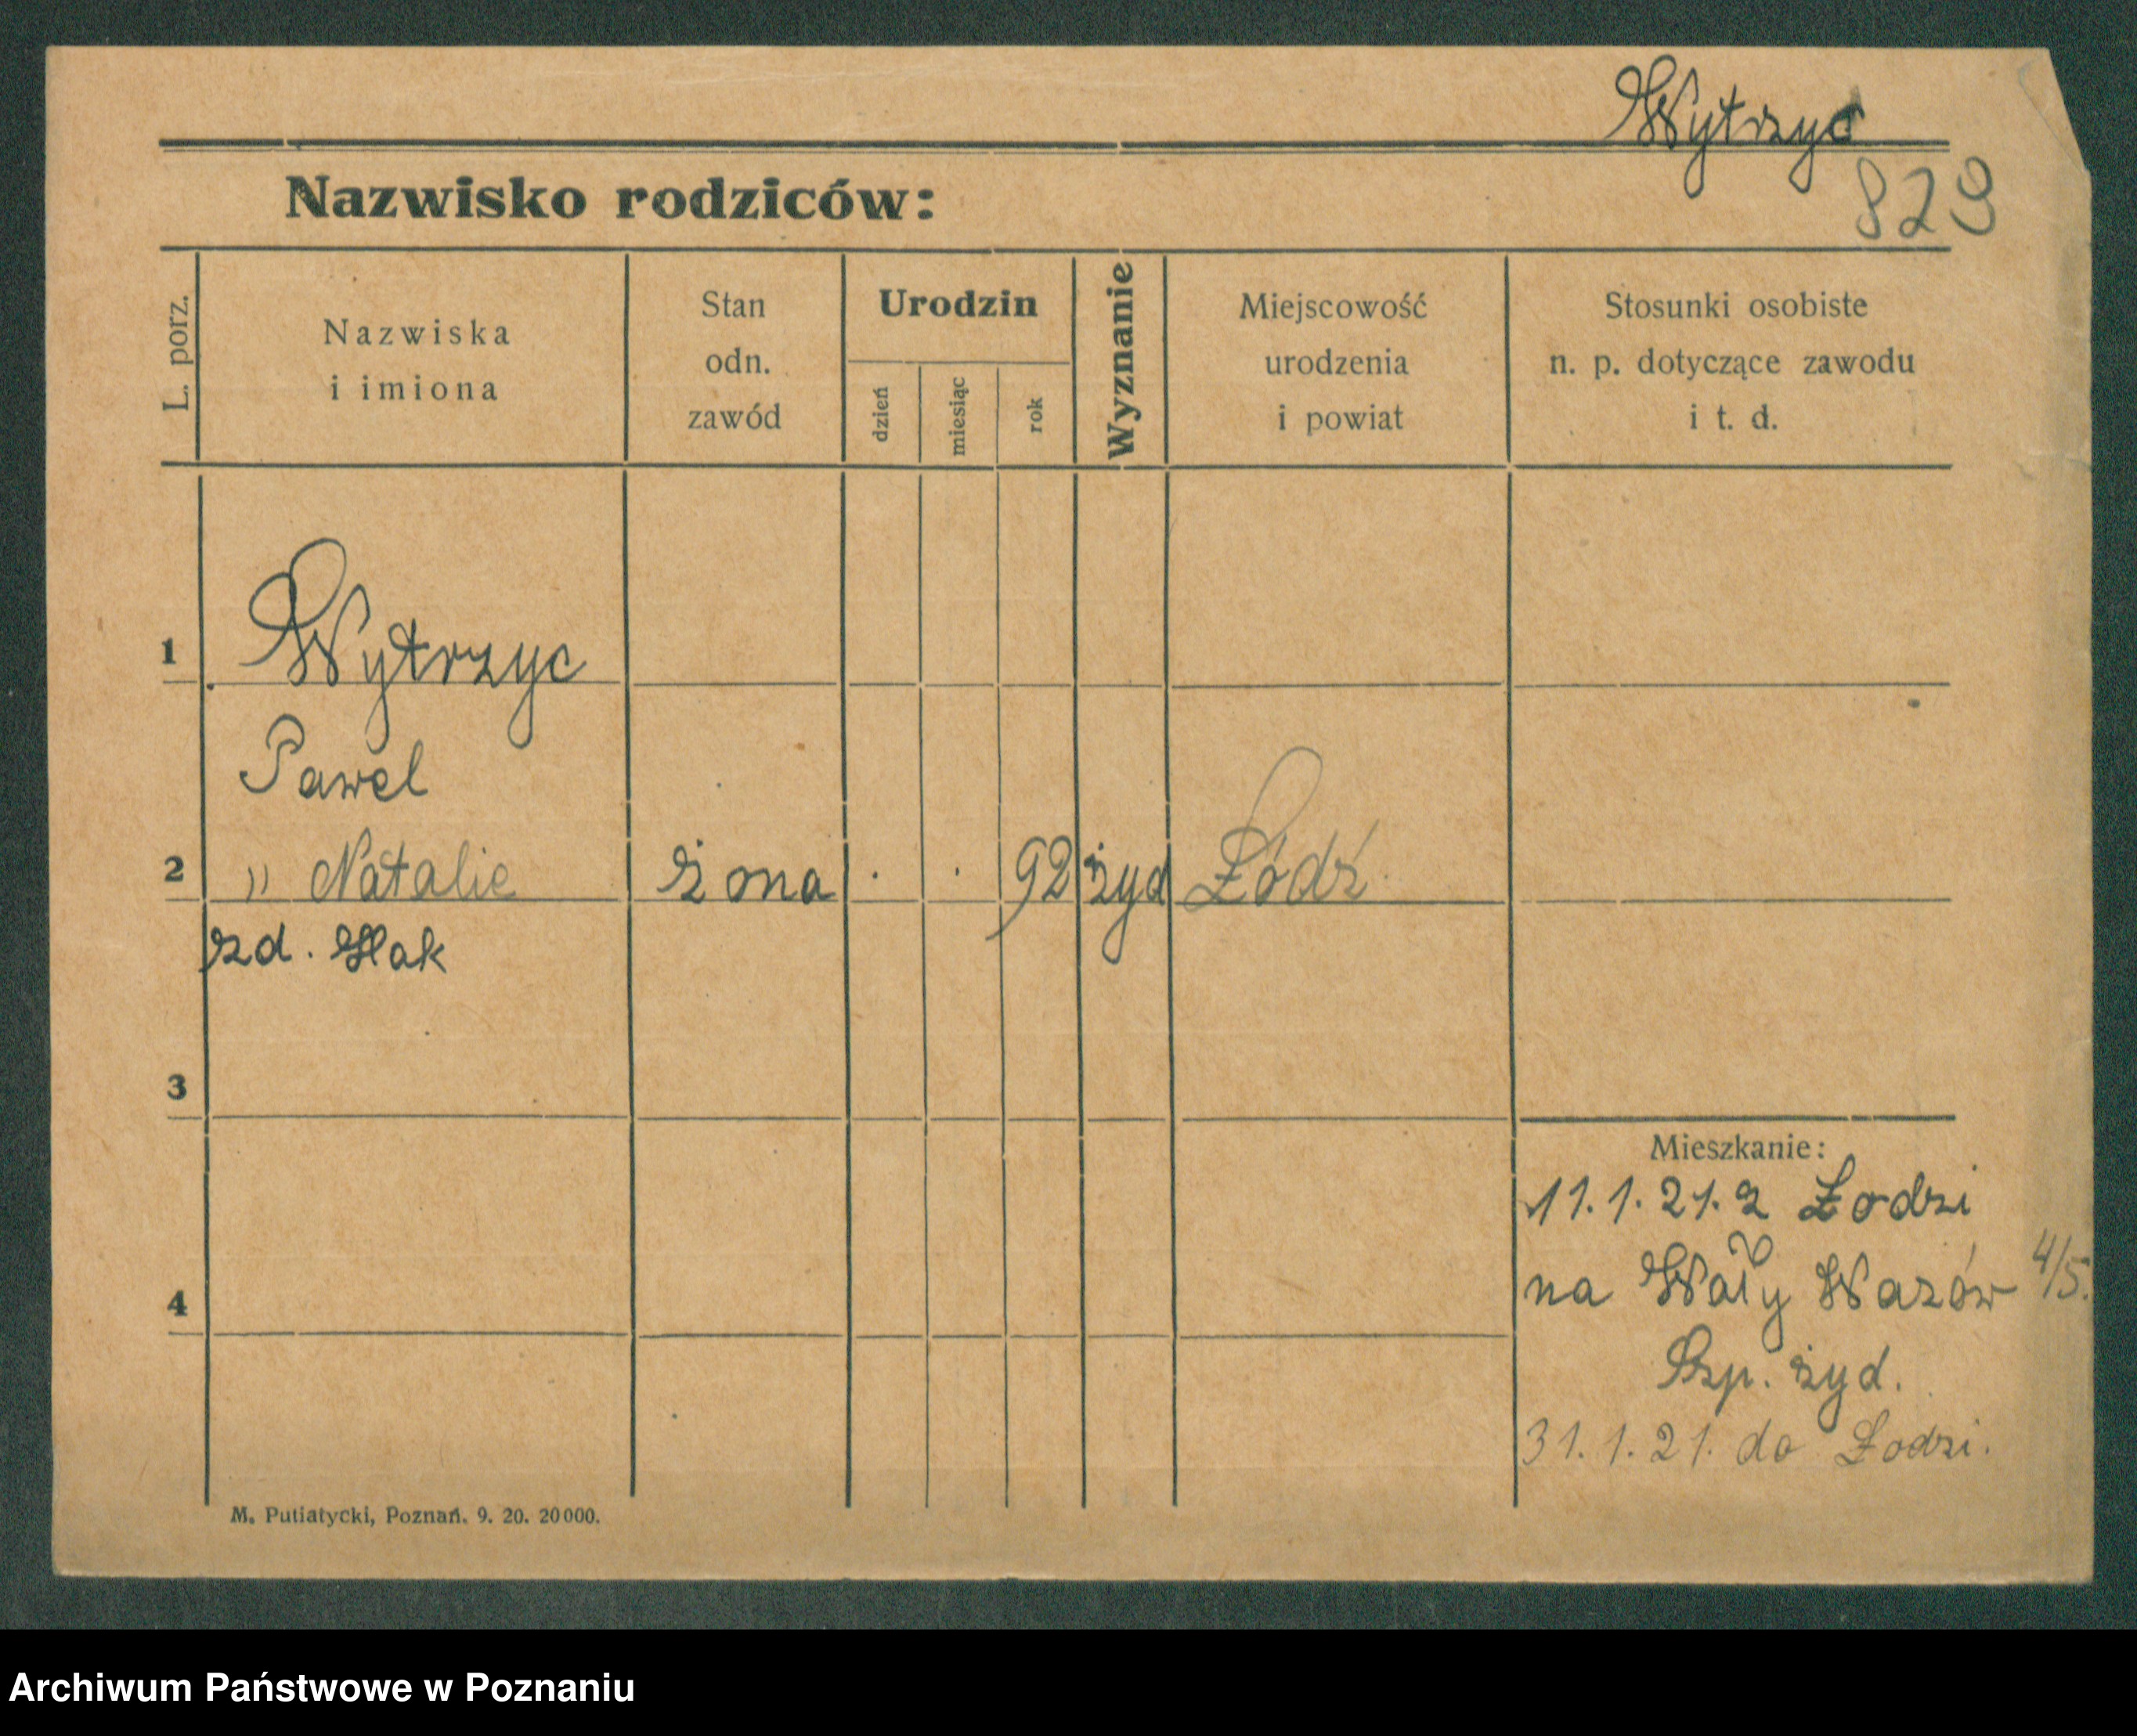 Wytrzyc
829
Nazwisko rodziców:
L. porz.
Nazwiska
i imiona
Stan
odn.
zawód
Urodzin
dzień
miesiąc
rok
Wyznanie
Miejscowość
urodzenia
i powiat
Stosunki osobiste
n. p. dotyczące zawodu
i t. d.
1
Wytrzyc
Pawel
2 " Natalie żona . . 92 żyd Łódź
zd. Hak
3
Mieszkanie:
11.1.21. z Łodzi
na Wały Wazów 4/5.
4
Szp. żyd.
31.1.21. do Łodzi.
M. Putiatycki, Poznań. 9. 20. 20000.
Archiwum Państwowe w Poznaniu